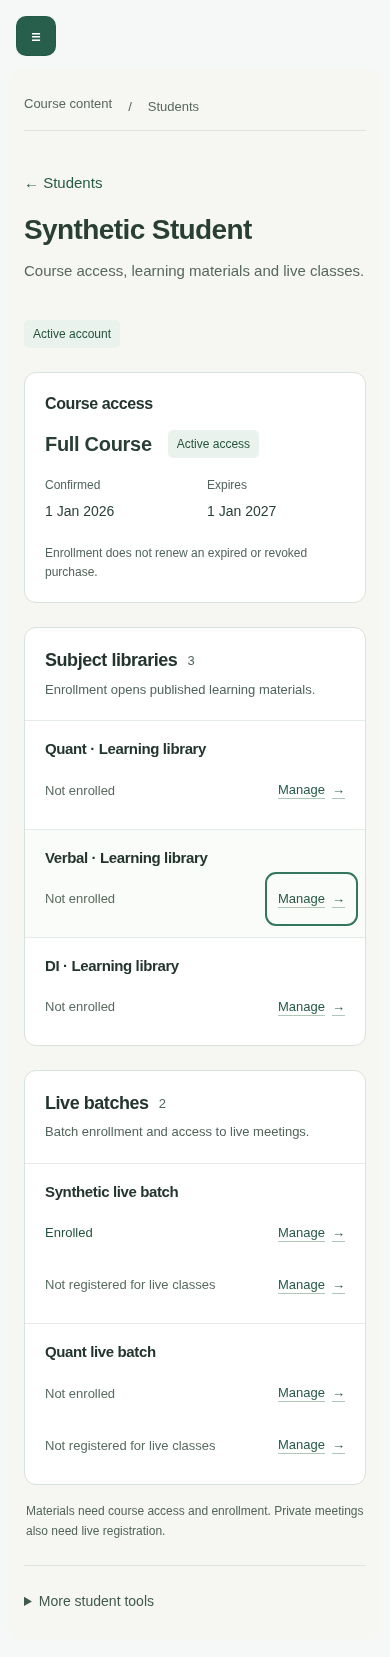 ≡
Course content / Students
← Students
Synthetic Student
Course access, learning materials and live classes.
Active account
Course access
Full Course Active access
Confirmed Expires
1 Jan 2026 1 Jan 2027
Enrollment does not renew an expired or revoked
purchase.
Subject libraries 3
Enrollment opens published learning materials.
Quant · Learning library
Not enrolled Manage →
Verbal · Learning library
Not enrolled Manage →
DI · Learning library
Not enrolled Manage →
Live batches 2
Batch enrollment and access to live meetings.
Synthetic live batch
Enrolled Manage →
Not registered for live classes Manage →
Quant live batch
Not enrolled Manage →
Not registered for live classes Manage →
Materials need course access and enrollment. Private meetings
also need live registration.
▶ More student tools